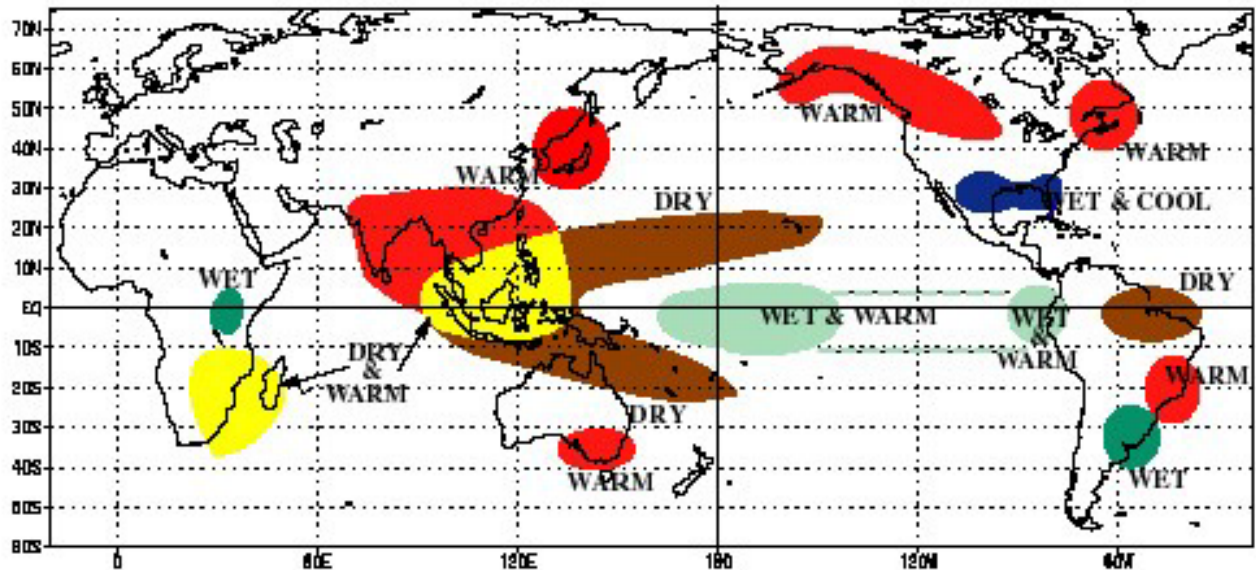 70N
60N
WARM
50N
40N
WARM
WARM
30N
DRY
WET & COOL
20N
10N
WET
DRY
EQ
WET & WARM
WET
&
WARM
10S
DRY
&
WARM
20S
WARM
DRY
30S
40S
WARM
WET
50S
60S
0
60E
120E
180
120W
60W